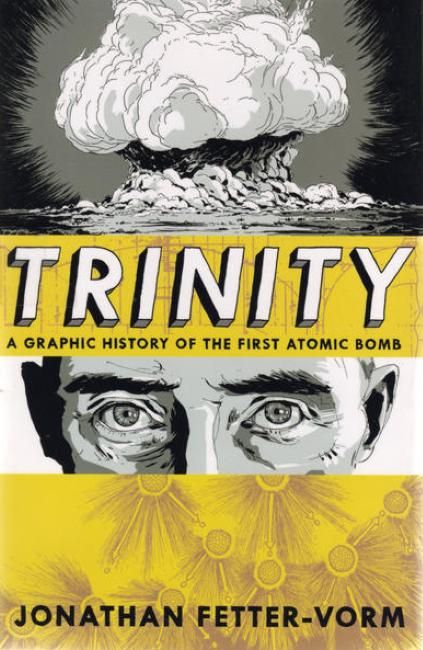 TRINITY
A GRAPHIC HISTORY OF THE FIRST ATOMIC BOMB
JONATHAN FETTER-VORM